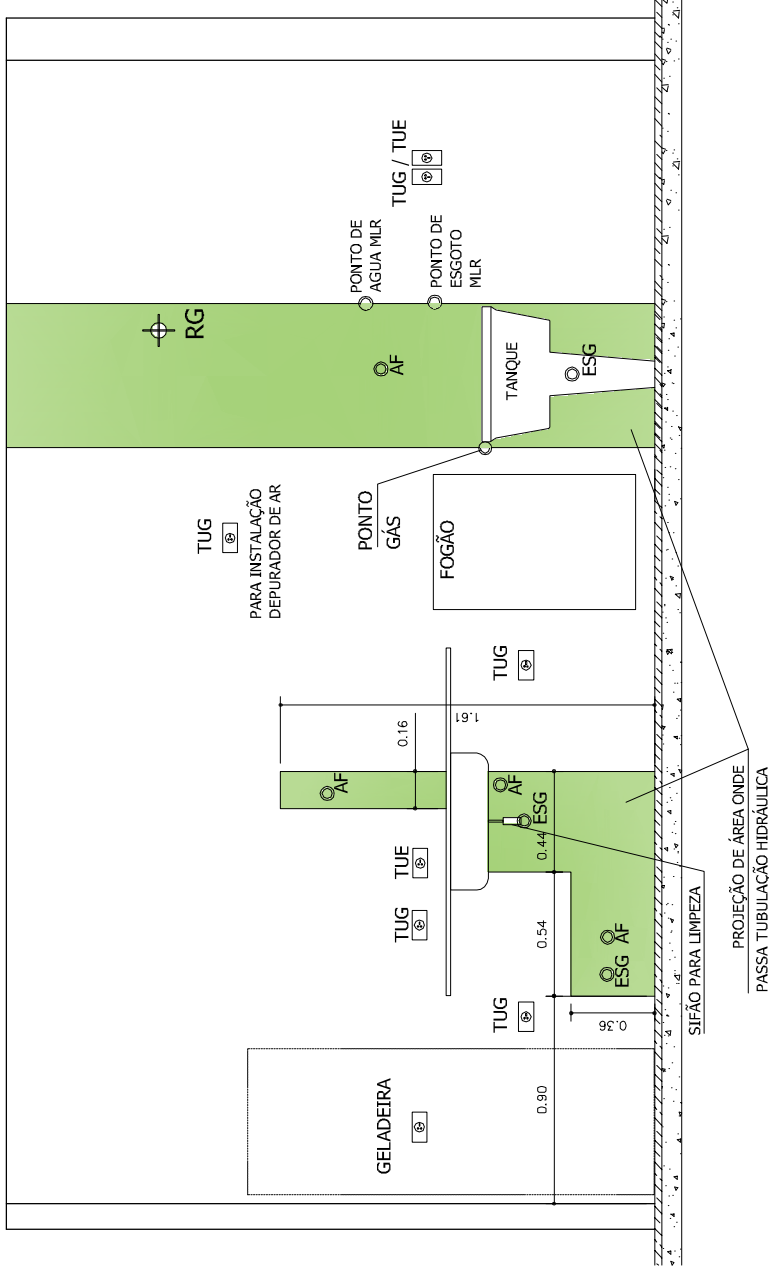 GELADEIRA
TUG
TUG
TUE
0.90
0.54
0.44
0.36
ESG AF
AF
ESG
AF
0.16
1.61
TUG
TUG
PARA INSTALAÇÃO
DEPURADOR DE AR
FOGÃO
PONTO
GÁS
TANQUE
ESG
AF
RG
PONTO DE
AGUA MLR
PONTO DE
ESGOTO
MLR
TUG / TUE
SIFÃO PARA LIMPEZA
PROJEÇÃO DE ÁREA ONDE
PASSA TUBULAÇÃO HIDRÁULICA